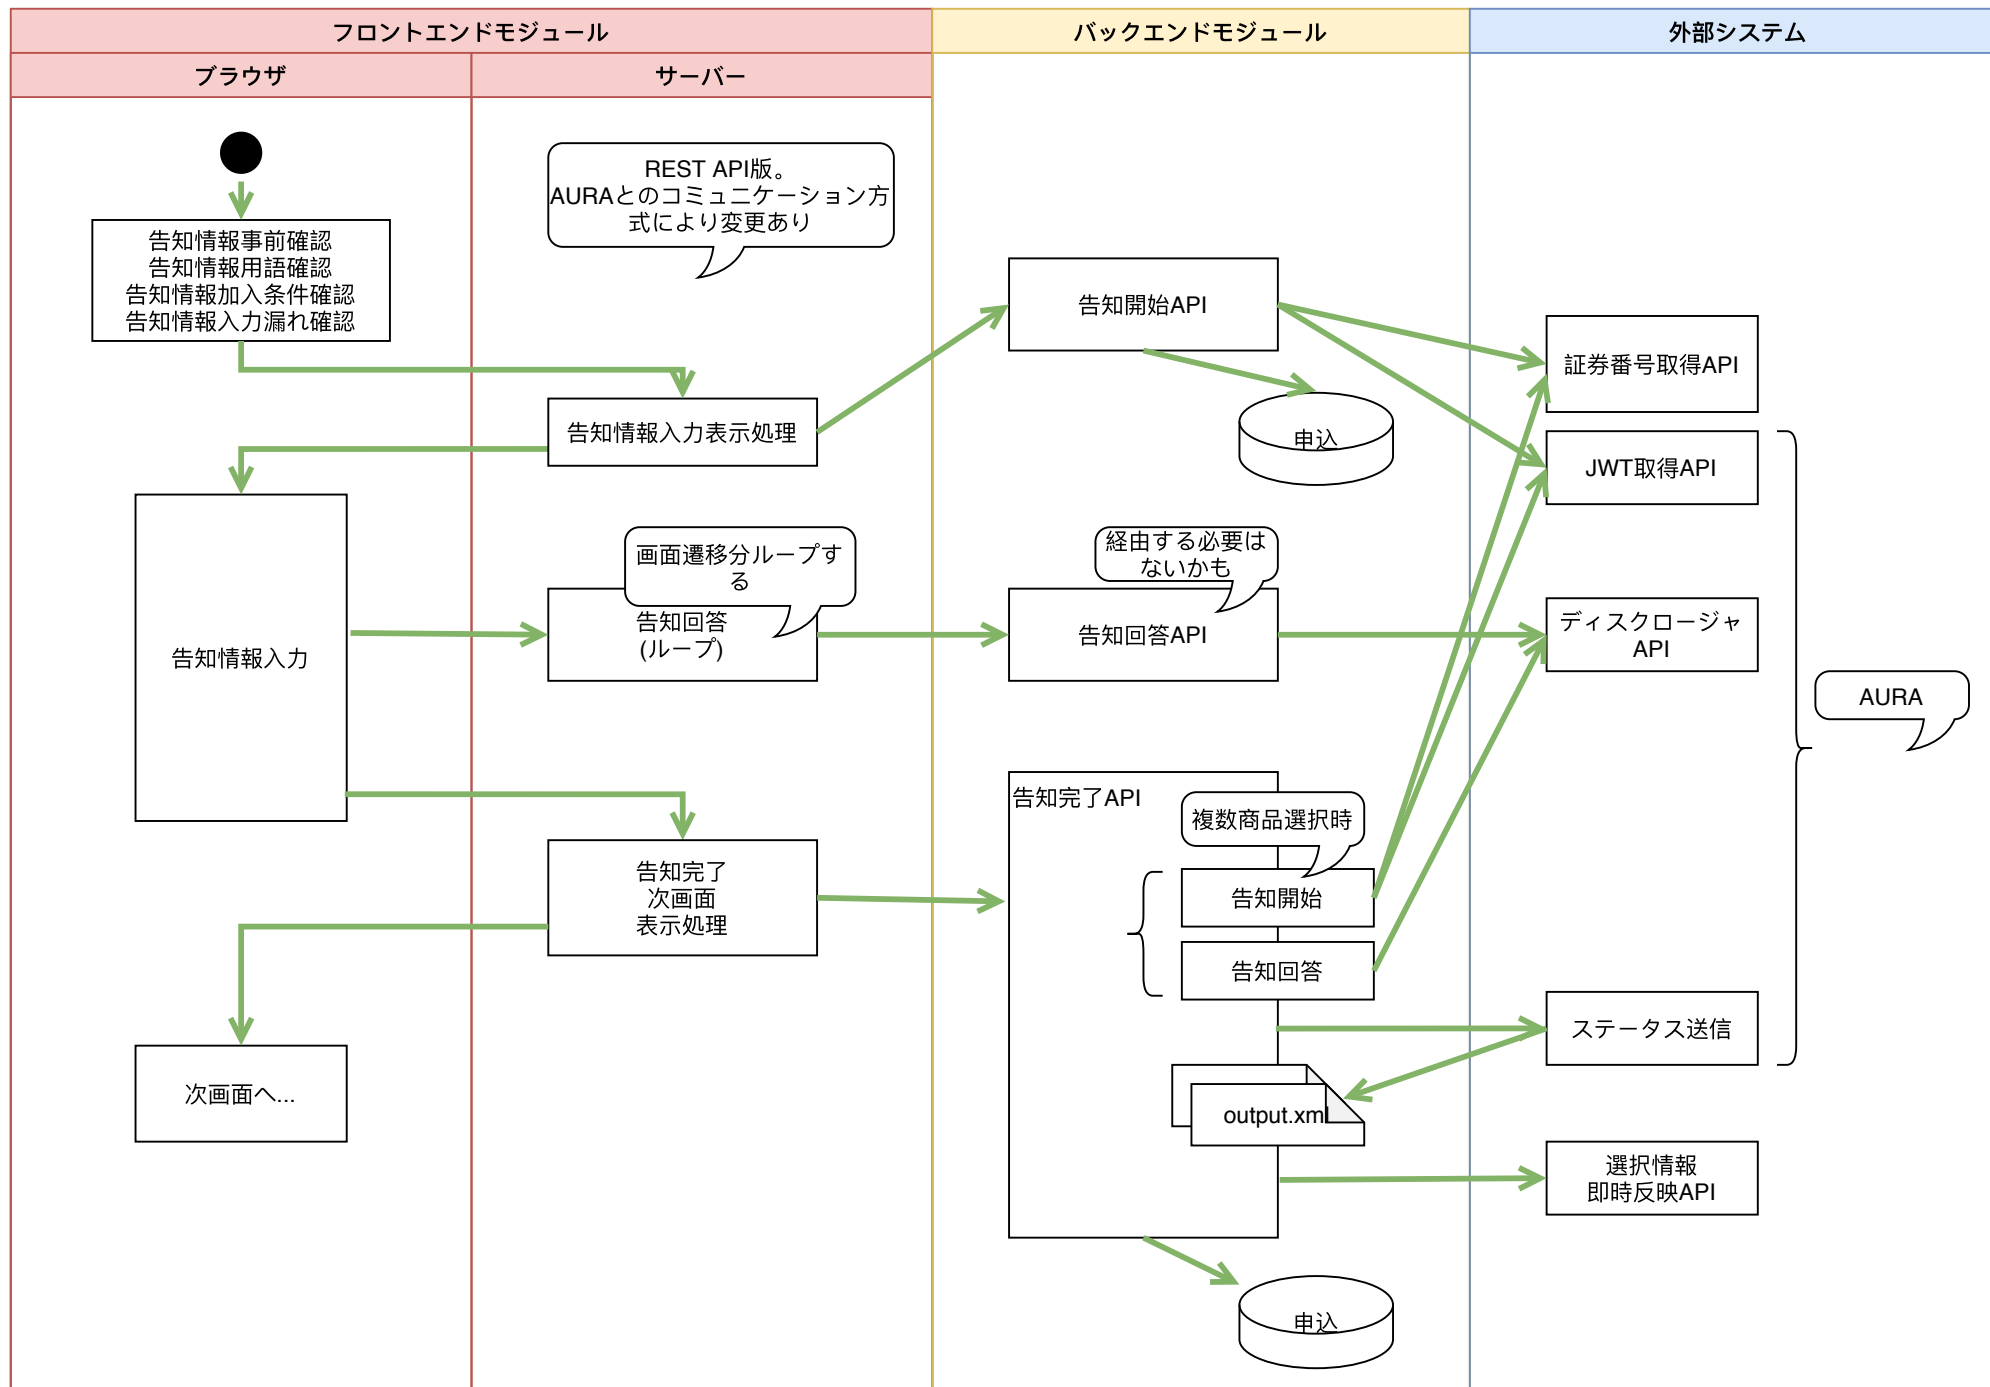 フロントエンドモジュール
バックエンドモジュール
外部システム
ブラウザ
サーバー
REST API版。
AURAとのコミュニケーション方
式により変更あり
告知情報事前確認
告知情報用語確認
告知情報加入条件確認
告知情報入力漏れ確認
告知開始API
証券番号取得API
告知情報入力表示処理
申込
JWT取得API
画面遷移分ループす
る
経由する必要は
ないかも
告知情報入力
告知回答
(ループ)
告知回答API
ディスクロージャ
API
AURA
告知完了API
複数商品選択時
告知完了
次画面
表示処理
告知開始
告知回答
ステータス送信
次画面へ...
output.xml
選択情報
即時反映API
申込